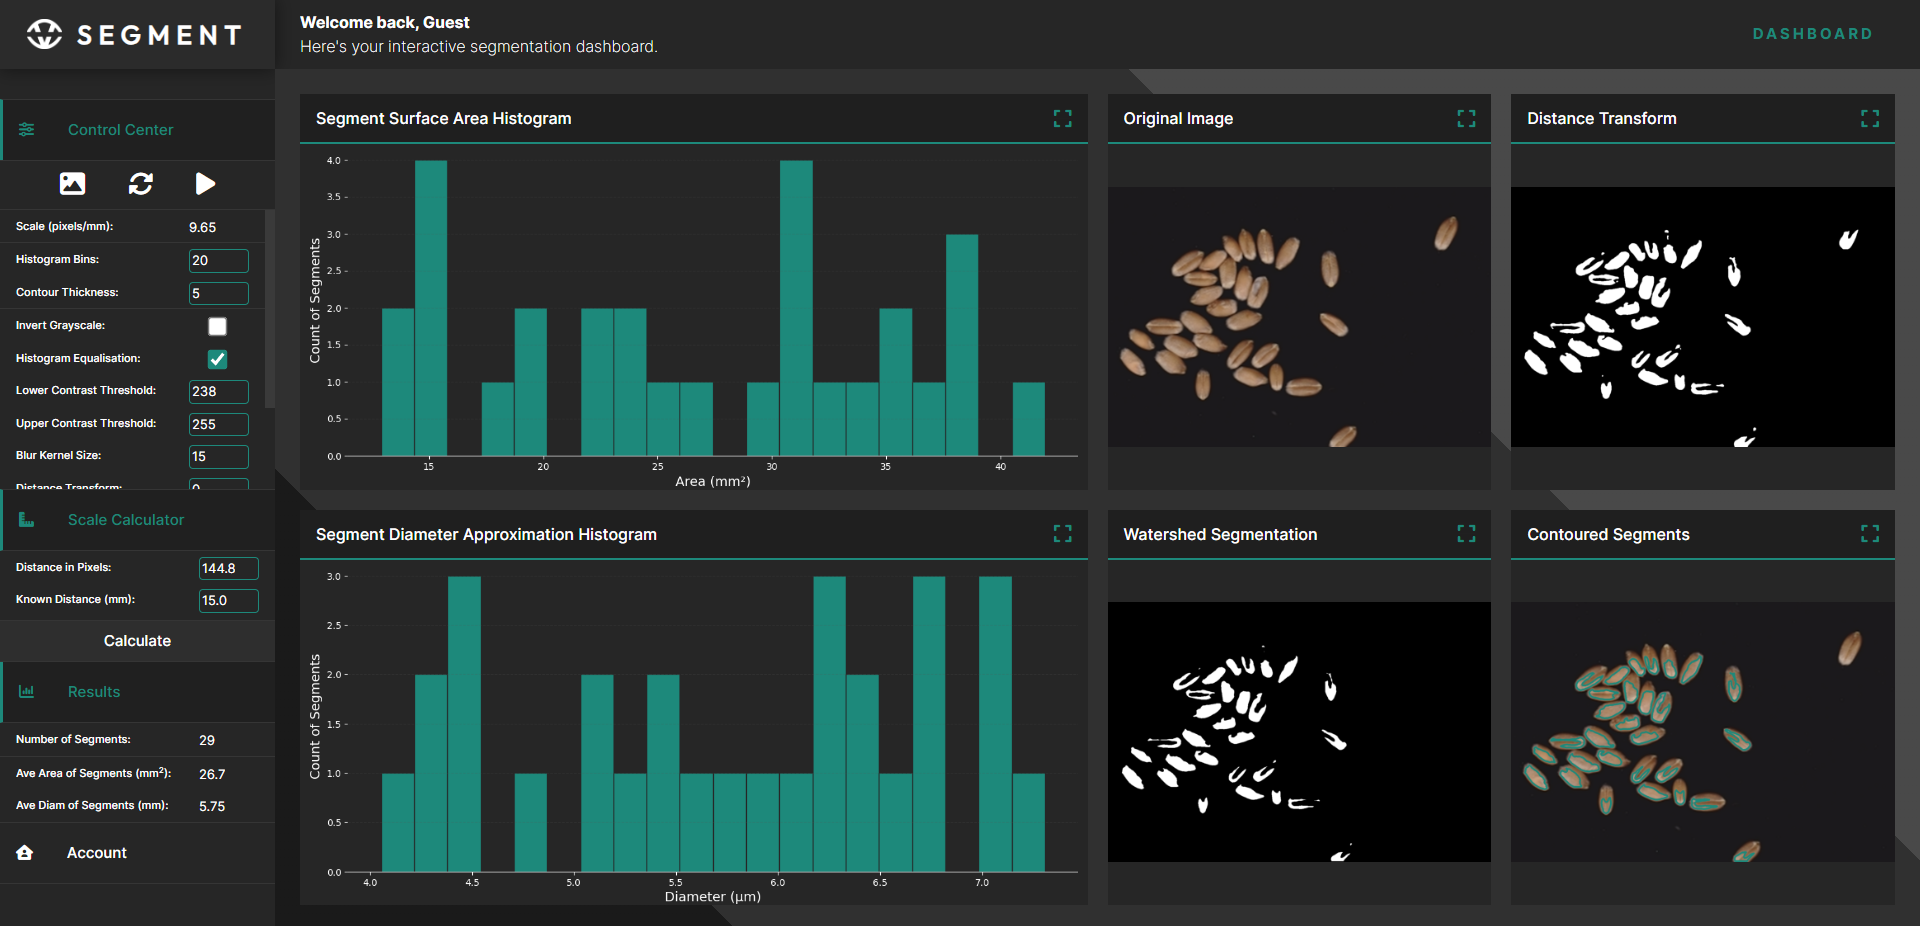 SEGMENT
Welcome back, Guest
Here's your interactive segmentation dashboard.
DASHBOARD
Control Center
Scale (pixels/mm): 9.65
Histogram Bins: 20
Contour Thickness: 5
Invert Grayscale:
Histogram Equalisation:
Lower Contrast Threshold: 238
Upper Contrast Threshold: 255
Blur Kernel Size: 15
Distance Transform: 0
Scale Calculator
Distance in Pixels: 144.8
Known Distance (mm): 15.0
Calculate
Results
Number of Segments: 29
Ave Area of Segments (mm²): 26.7
Ave Diam of Segments (mm): 5.75
Account
Segment Surface Area Histogram
4.0
3.5
3.0
2.5
2.0
1.5
1.0
0.5
0.0
Count of Segments
15 20 25 30 35 40
Area (mm²)
Original Image
Distance Transform
Segment Diameter Approximation Histogram
3.0
2.5
2.0
1.5
1.0
0.5
0.0
Count of Segments
4.0 4.5 5.0 5.5 6.0 6.5 7.0
Diameter (μm)
Watershed Segmentation
Contoured Segments